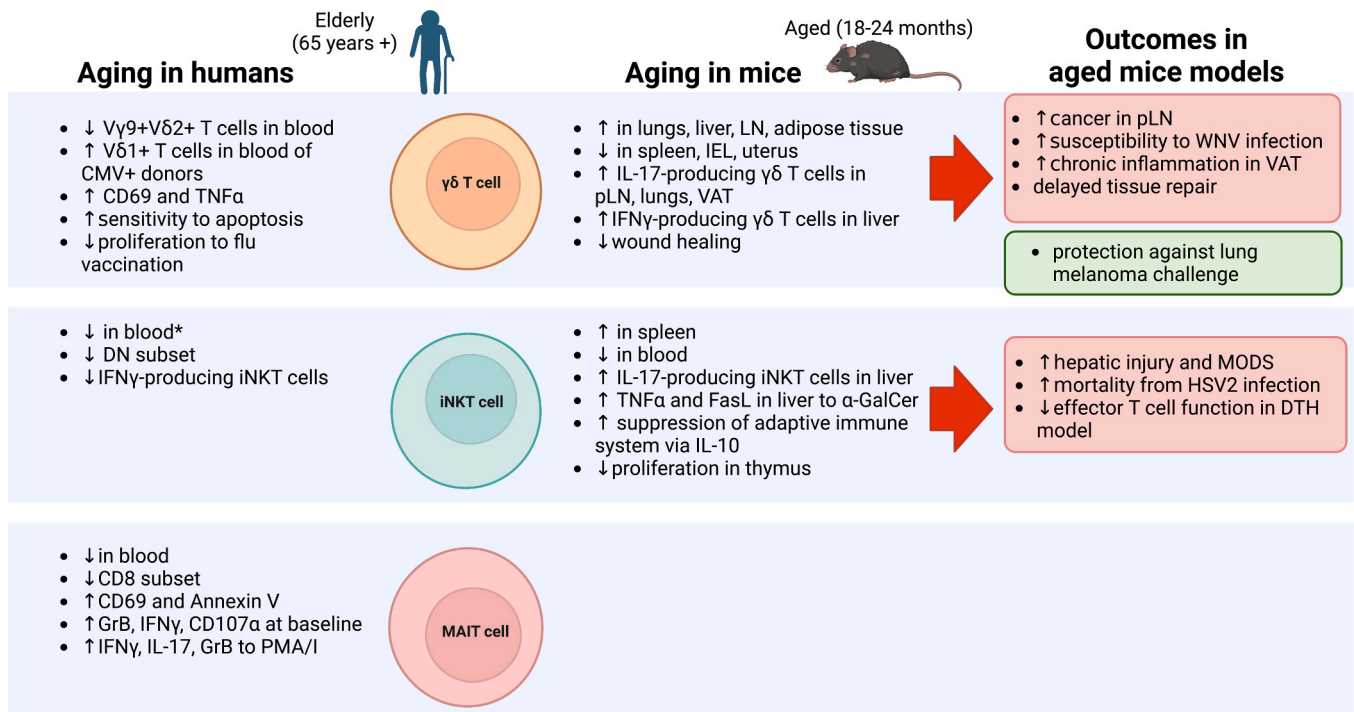 Elderly
(65 years +)
Aging in humans
Aged (18-24 months)
Aging in mice
Outcomes in
aged mice models
• ↓ Vγ9+Vδ2+ T cells in blood
• ↑ Vδ1+ T cells in blood of
CMV+ donors
• ↑ CD69 and TNFα
• ↑sensitivity to apoptosis
• ↓proliferation to flu
vaccination
γδ T cell
• ↑ in lungs, liver, LN, adipose tissue
• ↓ in spleen, IEL, uterus
• ↑ IL-17-producing γδ T cells in
pLN, lungs, VAT
• ↑IFNγ-producing γδ T cells in liver
• ↓wound healing
• ↑cancer in pLN
• ↑susceptibility to WNV infection
• ↑chronic inflammation in VAT
• delayed tissue repair
• protection against lung
melanoma challenge
• ↓ in blood*
• ↓ DN subset
• ↓IFNγ-producing iNKT cells
iNKT cell
• ↑ in spleen
• ↓ in blood
• ↑ IL-17-producing iNKT cells in liver
• ↑ TNFα and FasL in liver to α-GalCer
• ↑ suppression of adaptive immune
system via IL-10
• ↓proliferation in thymus
• ↑hepatic injury and MODS
• ↑mortality from HSV2 infection
• ↓effector T cell function in DTH
model
• ↓in blood
• ↓CD8 subset
• ↑CD69 and Annexin V
• ↑GrB, IFNγ, CD107α at baseline
• ↑IFNγ, IL-17, GrB to PMA/I
MAIT cell